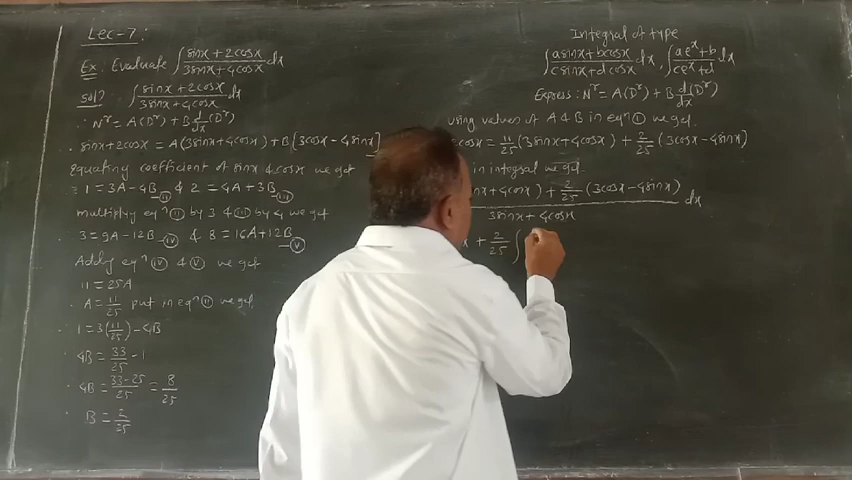 Lec-7:
Ex: Evaluate ∫ (sinx + 2cosx)/(3sinx + 4cosx) dx
Solⁿ: ∫ (sinx + 2cosx)/(3sinx + 4cosx) dx
∴ Nʳ = A(Dʳ) + B d/dx (Dʳ)
∴ sinx + 2cosx = A(3sinx + 4cosx) + B[3cosx - 4sinx]
Equating coefficient of sinx & cosx we get
∴ 1 = 3A - 4B —(II) & 2 = 4A + 3B —(III)
multiply eqⁿ (II) by 3 & (III) by 4 we get
3 = 9A - 12B —(IV) & 8 = 16A + 12B —(V)
Adding eqⁿ (IV) & (V) we get
11 = 25A
∴ A = 11/25 put in eqⁿ (II) we get
∴ 1 = 3(11/25) - 4B
∴ 4B = 33/25 - 1
∴ 4B = (33 - 25)/25 = 8/25
∴ B = 2/25
Integral of type
∫ (asinx + bcosx)/(csinx + dcosx) dx, ∫ (aeˣ + b)/(ceˣ + d) dx
Express: Nʳ = A(Dʳ) + B d/dx (Dʳ)
using values of A & B in eqⁿ (I) we get
2cosx = 11/25 (3sinx + 4cosx) + 2/25 (3cosx - 4sinx)
in integral we get
sinx + 4cosx) + 2/25 (3cosx - 4sinx) / 3sinx + 4cosx dx
x + 2/25 ∫